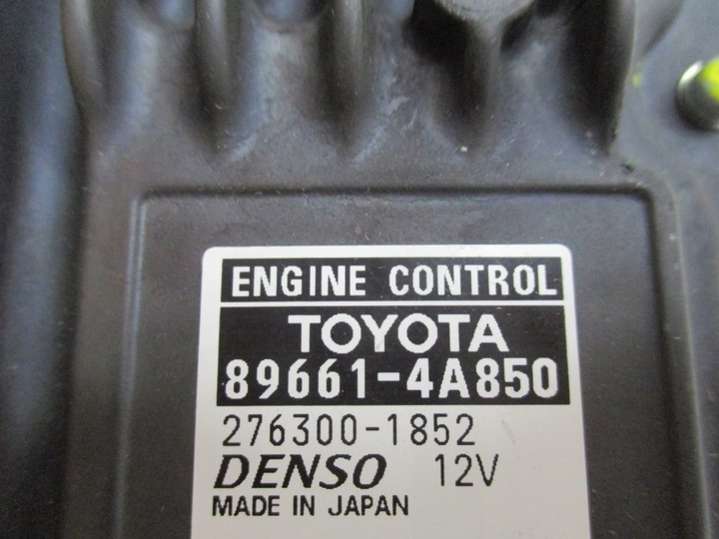 ENGINE CONTROL
TOYOTA
89661-4A850
276300-1852
DENSO 12V
MADE IN JAPAN